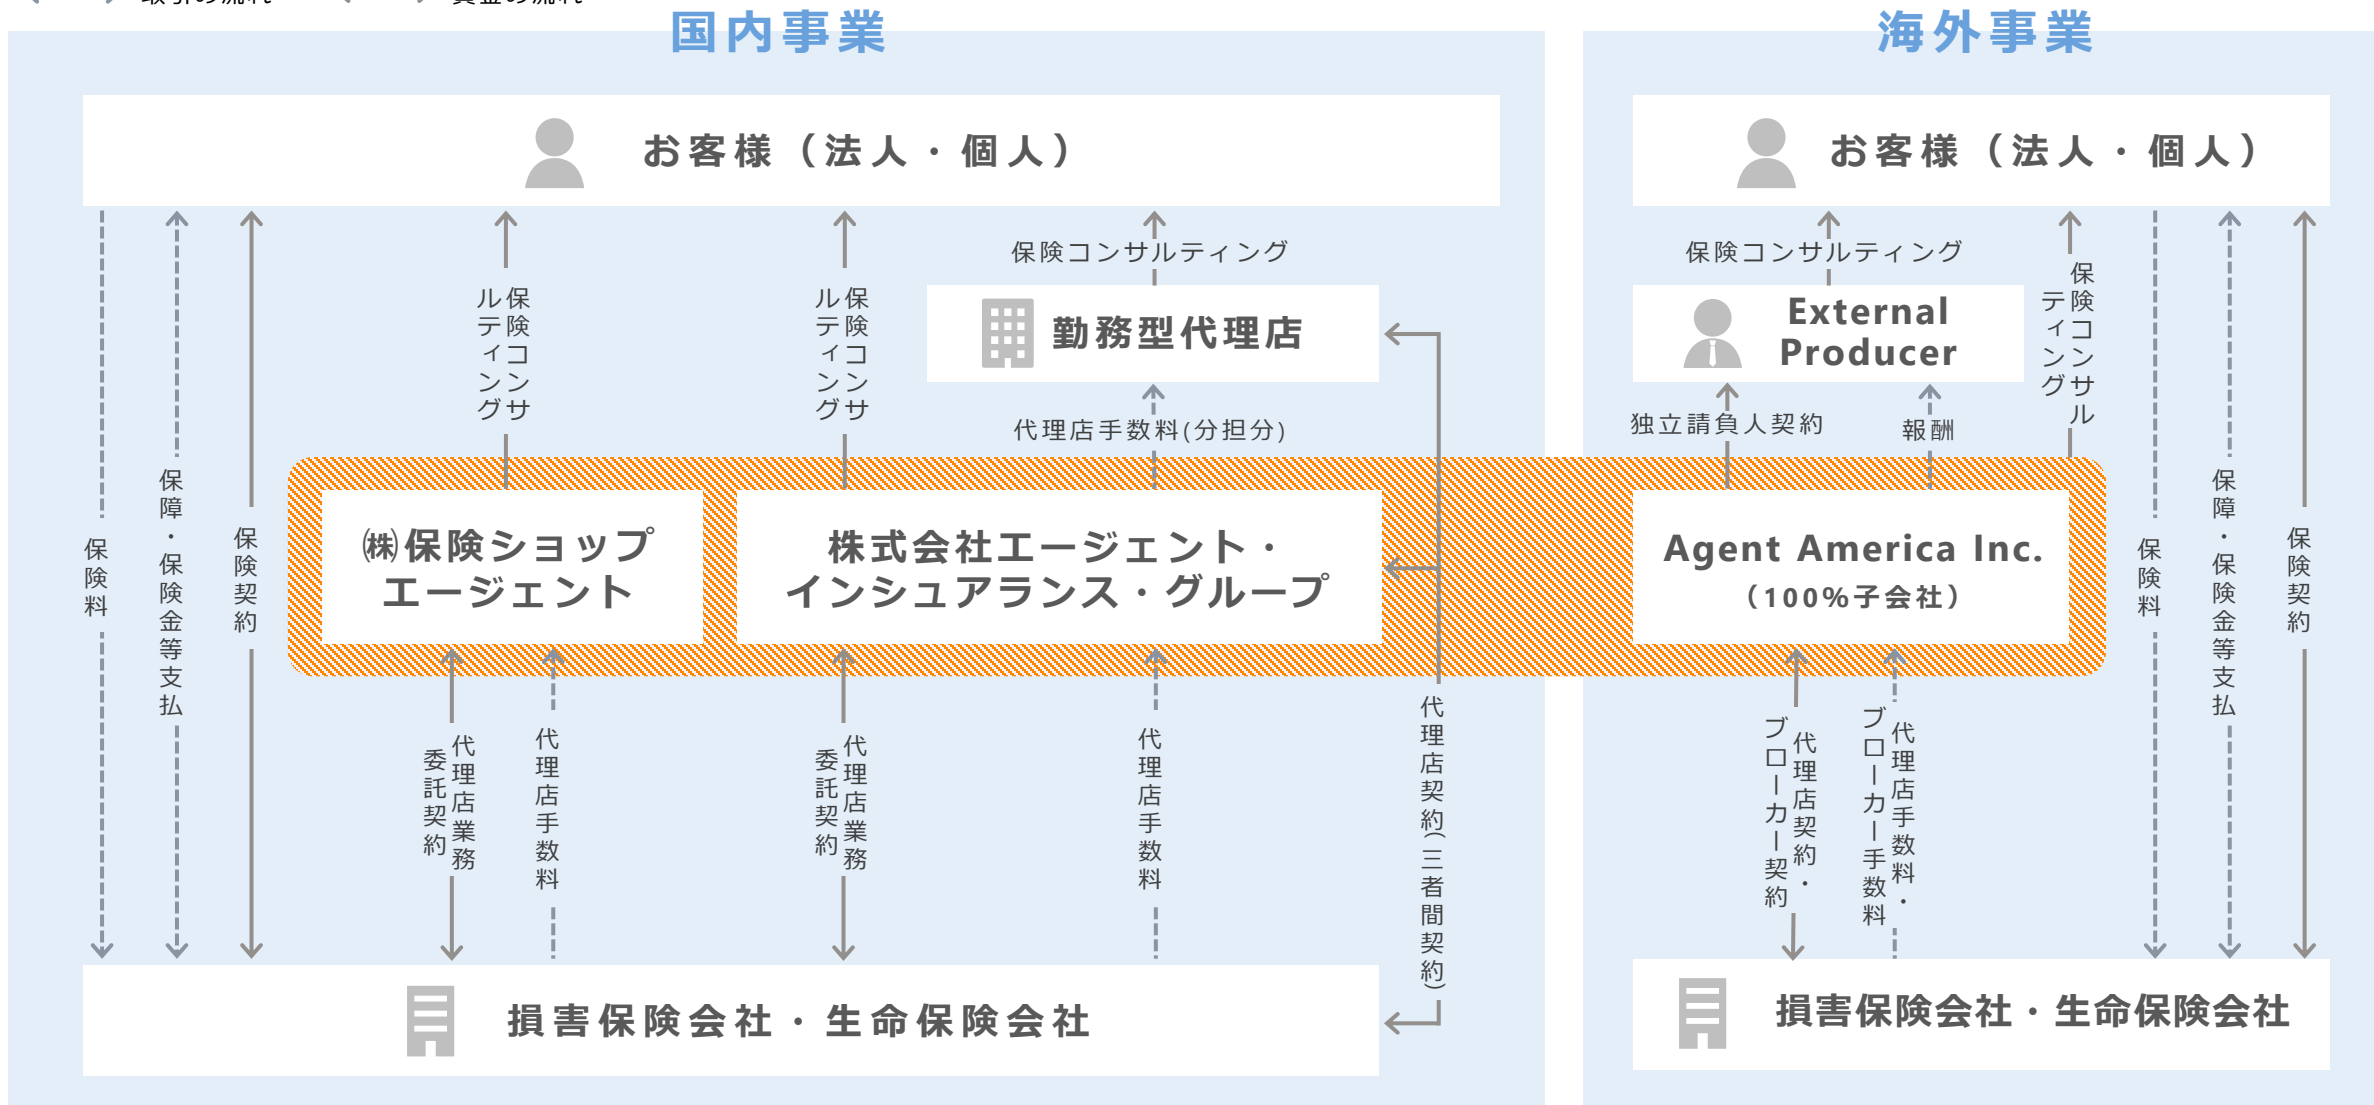 取引の流れ
資金の流れ
国内事業
海外事業
お客様（法人・個人）
お客様（法人・個人）
保険コンサルティング
保険コンサルティング
保険コンサ
ルティング
保険コンサ
ルティング
勤務型代理店
External
Producer
保険コンサル
ティング
代理店手数料(分担分)
独立請負人契約
報酬
保険料
保障・保険金等支払
保険契約
㈱保険ショップ
エージェント
株式会社エージェント・
インシュアランス・グループ
Agent America Inc.
（100%子会社）
保険料
保障・保険金等支払
保険契約
代理店業務
委託契約
代理店手数料
代理店業務
委託契約
代理店手数料
代理店契約(三者間契約)
代理店契約・
ブローカー契約
代理店手数料・
ブローカー手数料
損害保険会社・生命保険会社
損害保険会社・生命保険会社